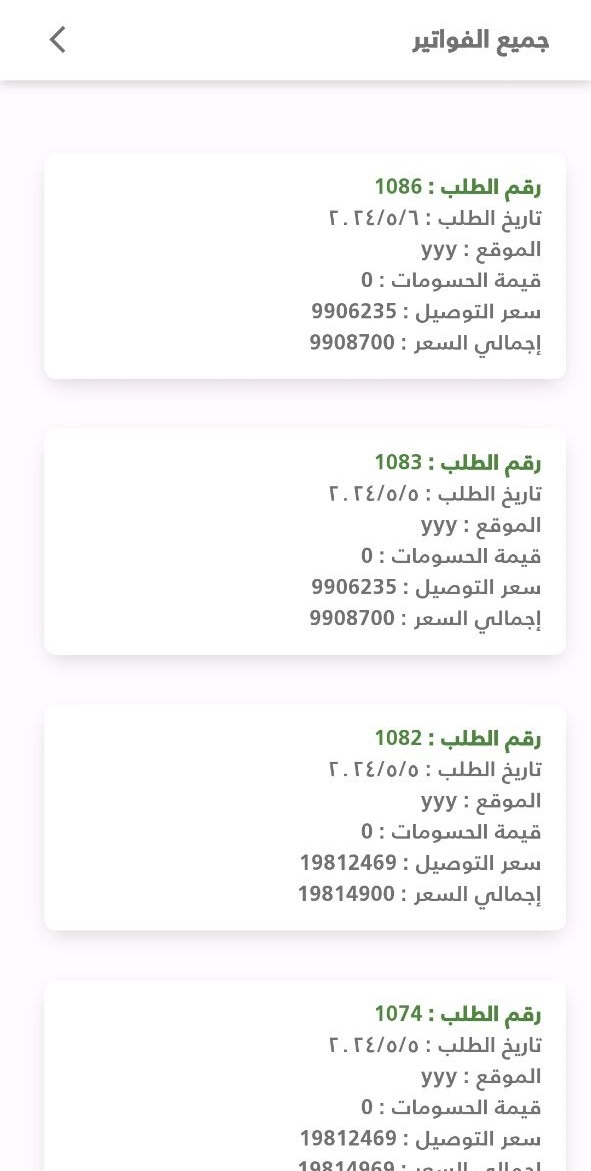 جميع الفواتير
رقم الطلب : 1086
تاريخ الطلب : ٢٠٢٤/٥/٦
الموقع : yyy
قيمة الحسومات : 0
سعر التوصيل : 9906235
إجمالي السعر : 9908700
رقم الطلب : 1083
تاريخ الطلب : ٢٠٢٤/٥/٥
الموقع : yyy
قيمة الحسومات : 0
سعر التوصيل : 9906235
إجمالي السعر : 9908700
رقم الطلب : 1082
تاريخ الطلب : ٢٠٢٤/٥/٥
الموقع : yyy
قيمة الحسومات : 0
سعر التوصيل : 19812469
إجمالي السعر : 19814900
رقم الطلب : 1074
تاريخ الطلب : ٢٠٢٤/٥/٥
الموقع : yyy
قيمة الحسومات : 0
سعر التوصيل : 19812469
إجمالي السعر : 19814969